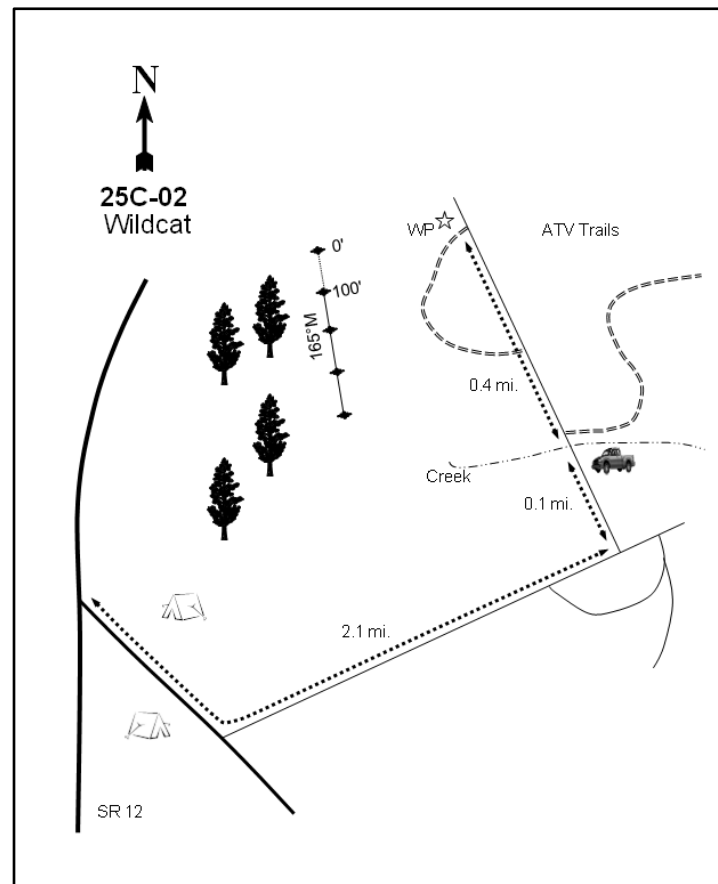 N
25C-02
Wildcat
WP
ATV Trails
0'
100'
165°M
0.4 mi.
Creek
0.1 mi.
2.1 mi.
SR 12